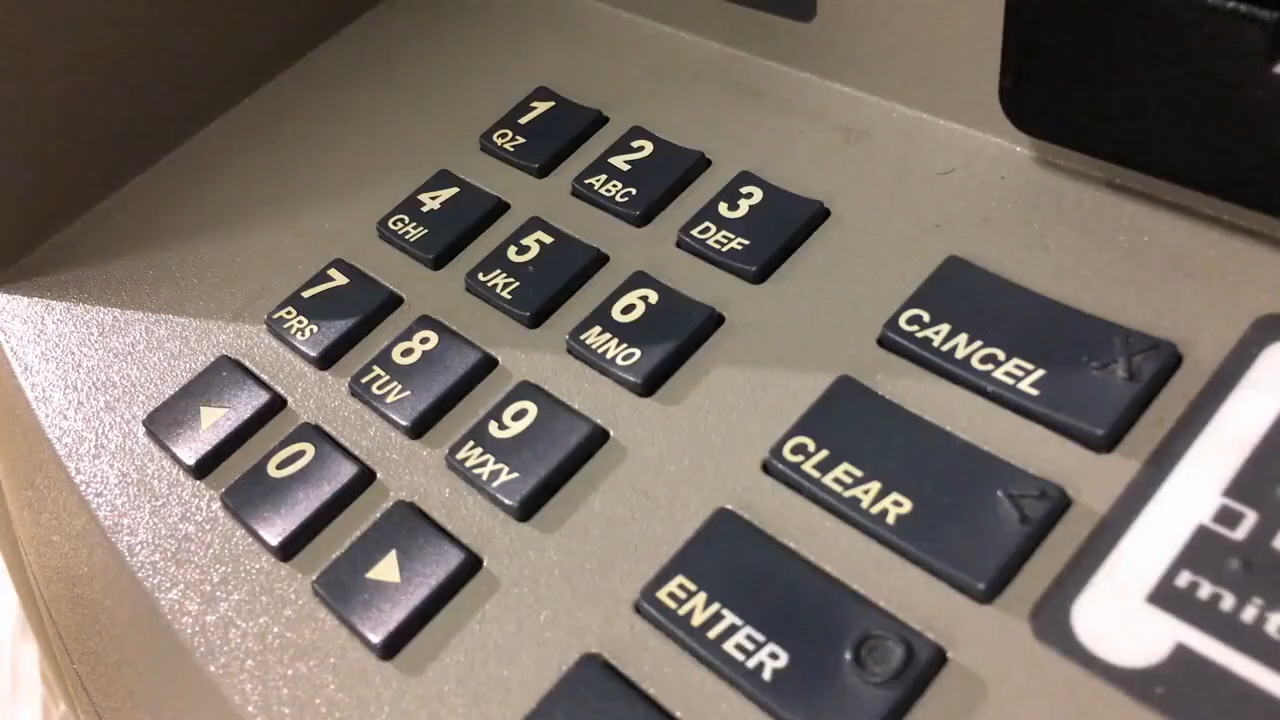 1
QZ
2
ABC
3
DEF
4
GHI
5
JKL
6
MNO
7
PRS
8
TUV
9
WXY
0
CANCEL
CLEAR
ENTER